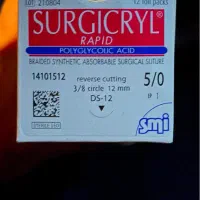 LOT 210804 12 foil packs
SURGICRYL®
RAPID
POLYGLYCOLIC ACID
BRAIDED SYNTHETIC ABSORBABLE SURGICAL SUTURE
14101512 reverse cutting 5/0
3/8 circle 12 mm
DS-12
smi